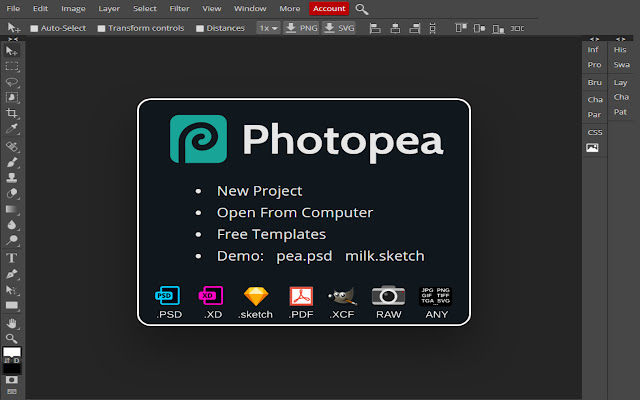 File Edit Image Layer Select Filter View Window More Account
Auto-Select Transform controls Distances 1x PNG SVG
Inf His
Pro Swa
Bru Lay
Cha Cha
Par Pat
CSS
Photopea
New Project
Open From Computer
Free Templates
Demo: pea.psd milk.sketch
PSD XD JPG PNG
GIF TIFF
TGA SVG
.PSD .XD .sketch .PDF .XCF RAW ANY
T
D